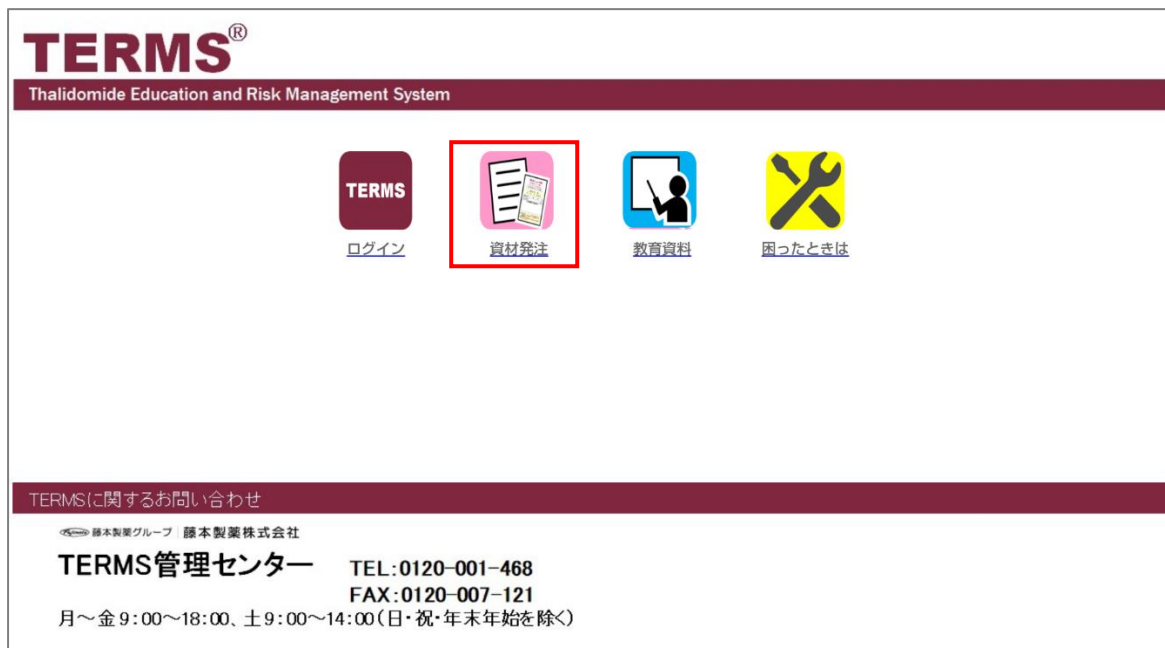 TERMS®
Thalidomide Education and Risk Management System
TERMS
ログイン
資材発注
教育資料
困ったときは
TERMSに関するお問い合わせ
藤本製薬グループ | 藤本製薬株式会社
TERMS管理センター
TEL:0120-001-468
FAX:0120-007-121
月～金9:00～18:00、土9:00～14:00(日・祝・年末年始を除く)